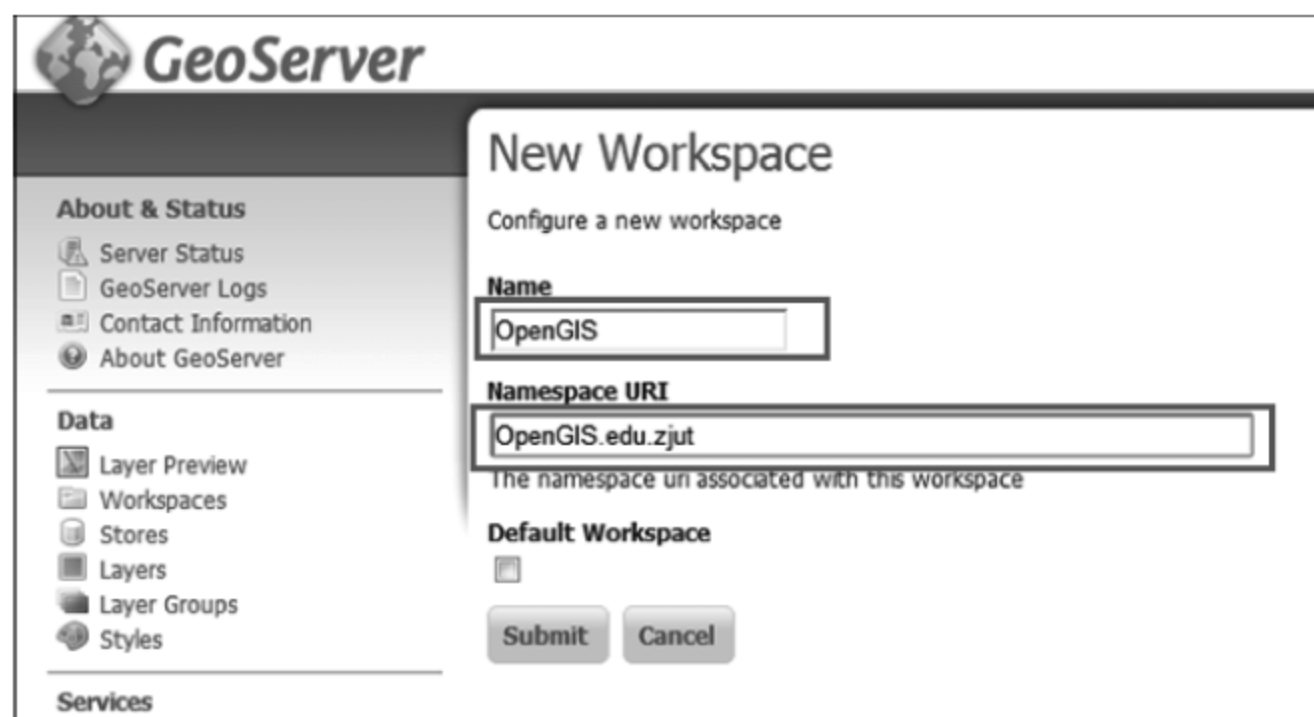 GeoServer
About & Status
Server Status
GeoServer Logs
Contact Information
About GeoServer
Data
Layer Preview
Workspaces
Stores
Layers
Layer Groups
Styles
Services
New Workspace
Configure a new workspace
Name
OpenGIS
Namespace URI
OpenGIS.edu.zjut
The namespace uri associated with this workspace
Default Workspace
Submit Cancel